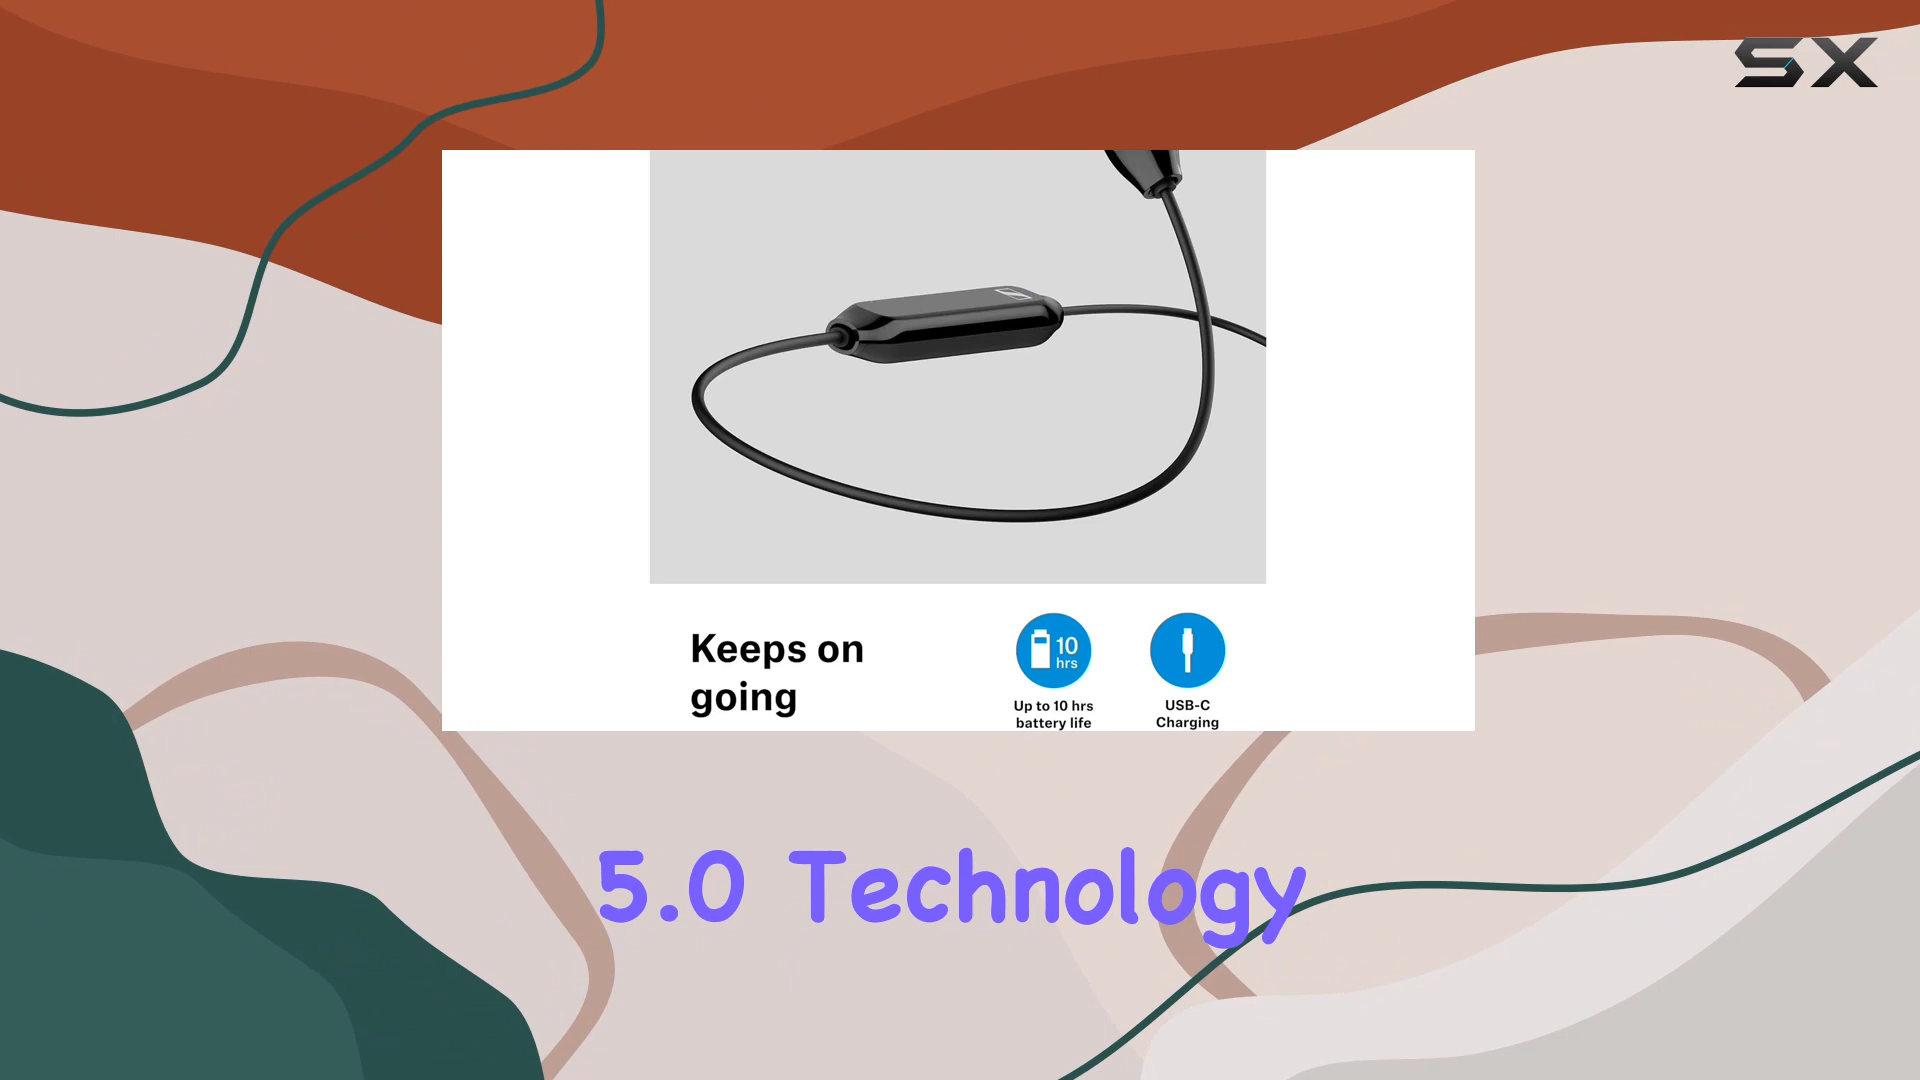 SX
Keeps on
going
10
hrs
Up to 10 hrs
battery life
USB-C
Charging
5.0 Technology